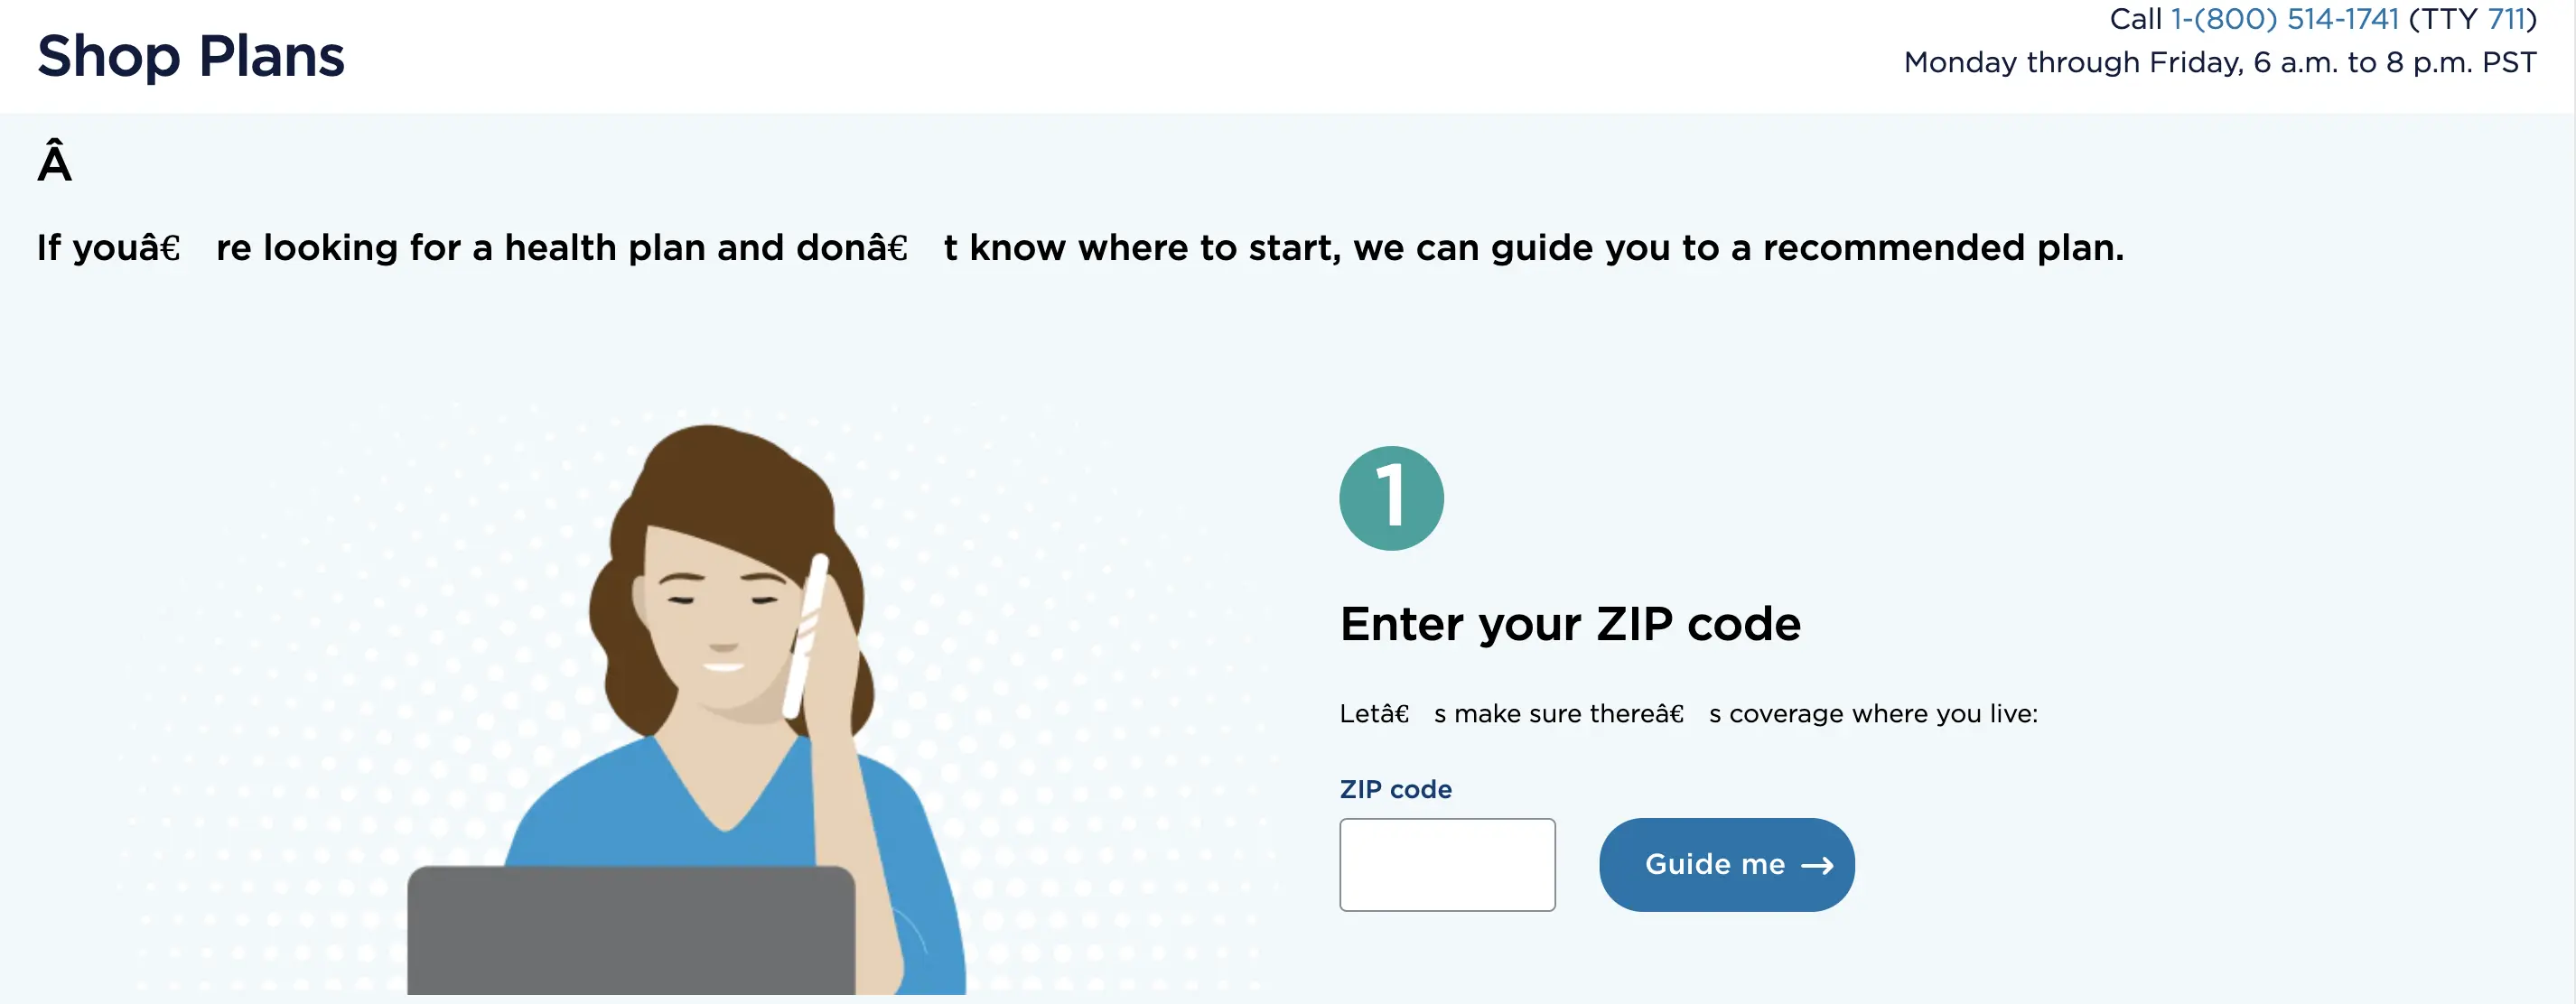 Shop Plans
Call 1-(800) 514-1741 (TTY 711)
Monday through Friday, 6 a.m. to 8 p.m. PST
Â
If youâ€ re looking for a health plan and donâ€ t know where to start, we can guide you to a recommended plan.
1
Enter your ZIP code
Letâ€ s make sure thereâ€ s coverage where you live:
ZIP code
Guide me →